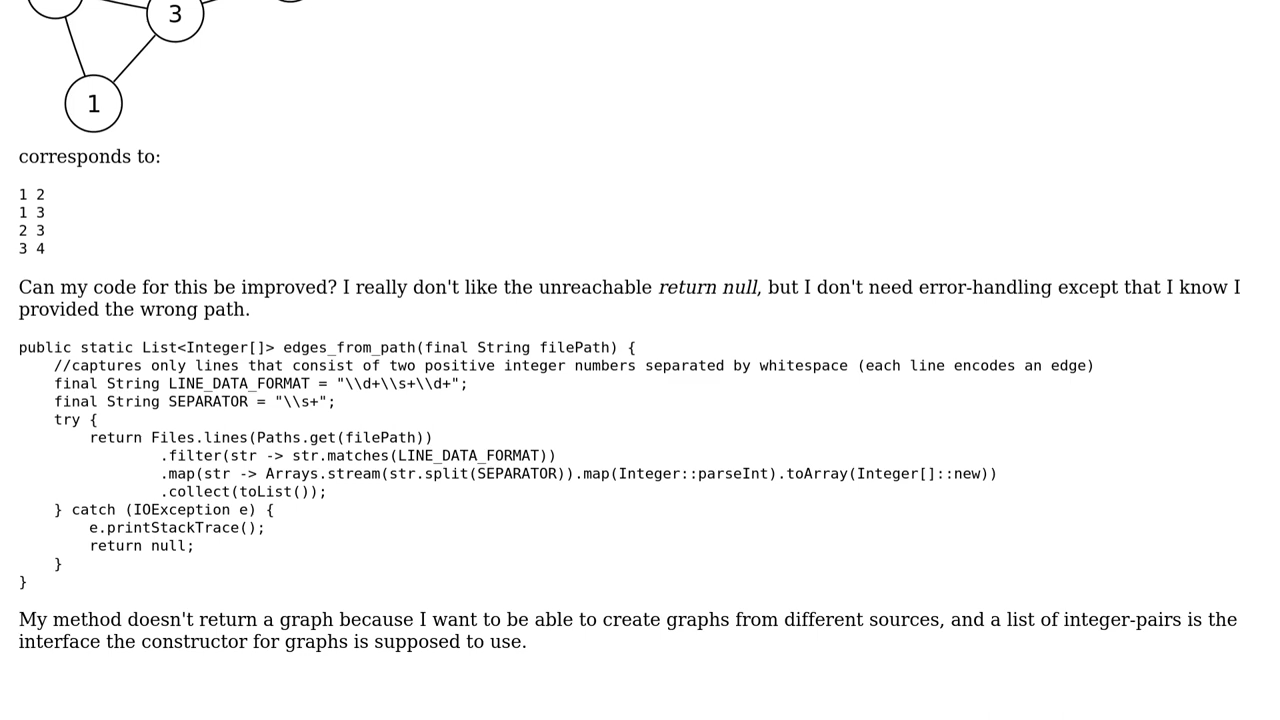 3
1
corresponds to:
1 2
1 3
2 3
3 4
Can my code for this be improved? I really don't like the unreachable return null, but I don't need error-handling except that I know I
provided the wrong path.
public static List<Integer[]> edges_from_path(final String filePath) {
    //captures only lines that consist of two positive integer numbers separated by whitespace (each line encodes an edge)
    final String LINE_DATA_FORMAT = "\\d+\\s+\\d+";
    final String SEPARATOR = "\\s+";
    try {
        return Files.lines(Paths.get(filePath))
                .filter(str -> str.matches(LINE_DATA_FORMAT))
                .map(str -> Arrays.stream(str.split(SEPARATOR)).map(Integer::parseInt).toArray(Integer[]::new))
                .collect(toList());
    } catch (IOException e) {
        e.printStackTrace();
        return null;
    }
}
My method doesn't return a graph because I want to be able to create graphs from different sources, and a list of integer-pairs is the
interface the constructor for graphs is supposed to use.